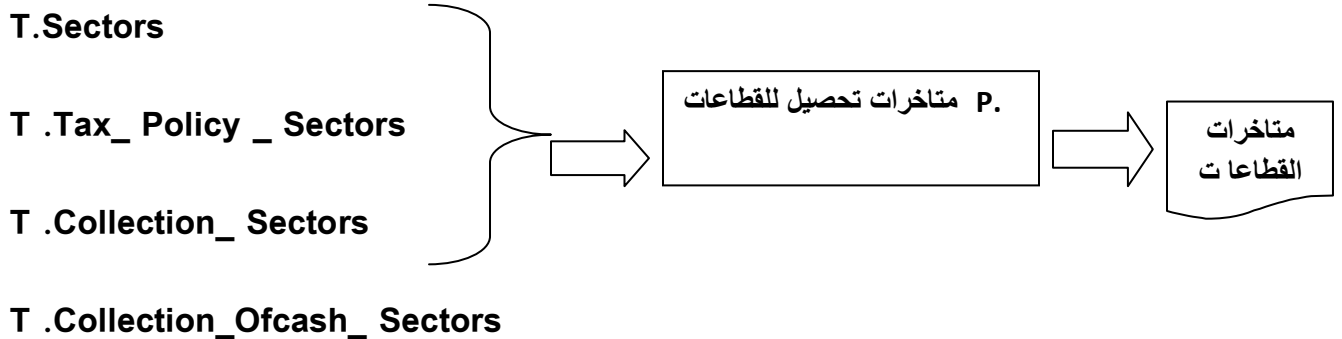 T.Sectors
T .Tax_ Policy _ Sectors
T .Collection_ Sectors
T .Collection_Ofcash_ Sectors
P. متاخرات تحصيل للقطاعات
متاخرات
القطاعا ت